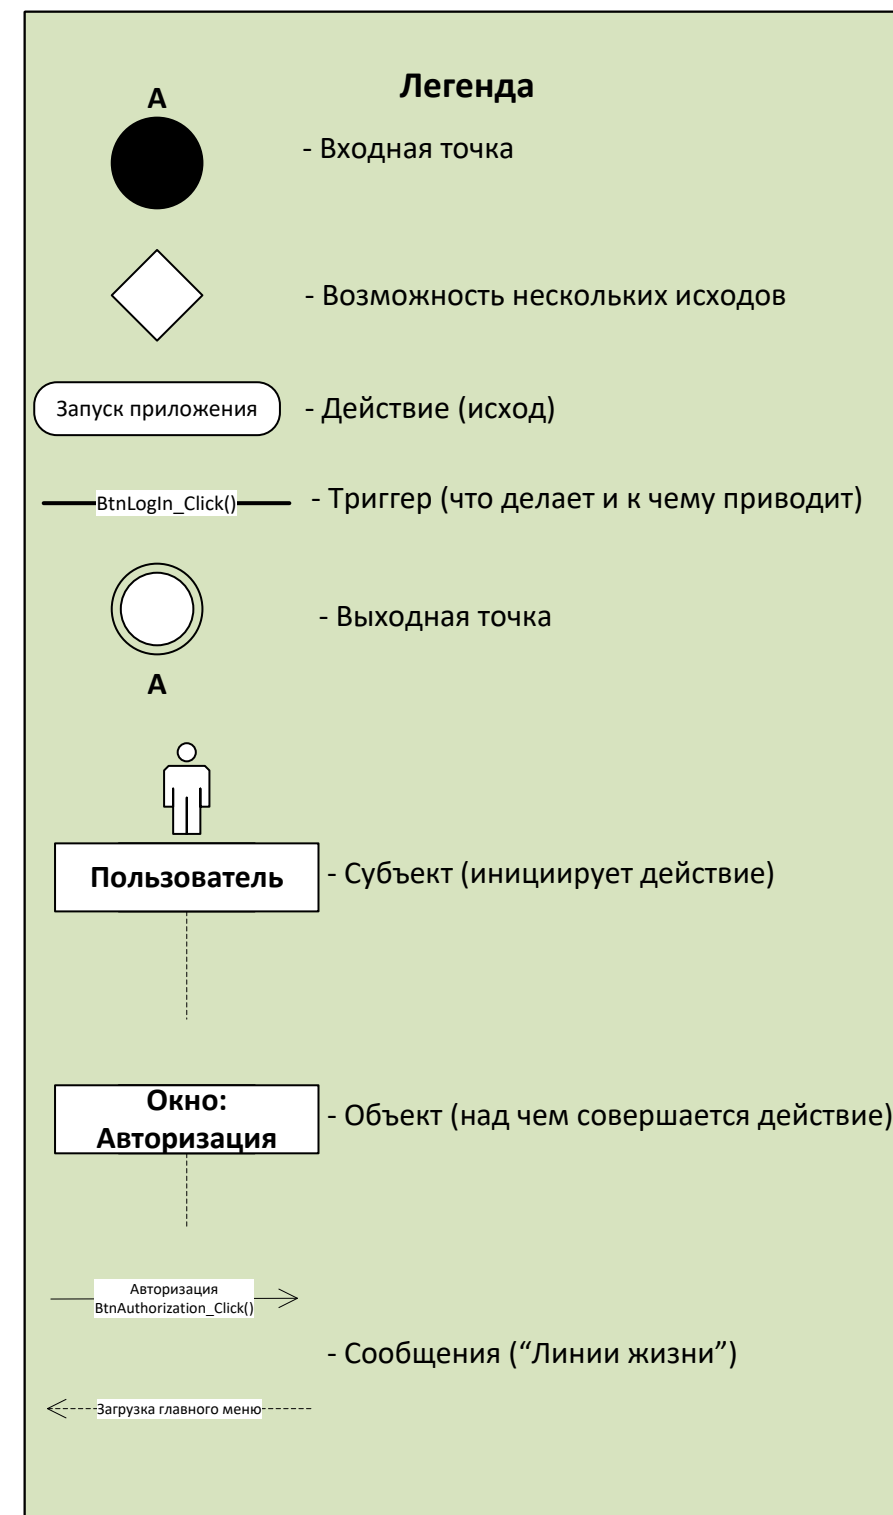 Легенда
А
- Входная точка
- Возможность нескольких исходов
Запуск приложения
- Действие (исход)
BtnLogIn_Click()
- Триггер (что делает и к чему приводит)
- Выходная точка
А
Пользователь
- Субъект (инициирует действие)
Окно:
Авторизация
- Объект (над чем совершается действие)
Авторизация
BtnAuthorization_Click()
- Сообщения (“Линии жизни”)
Загрузка главного меню